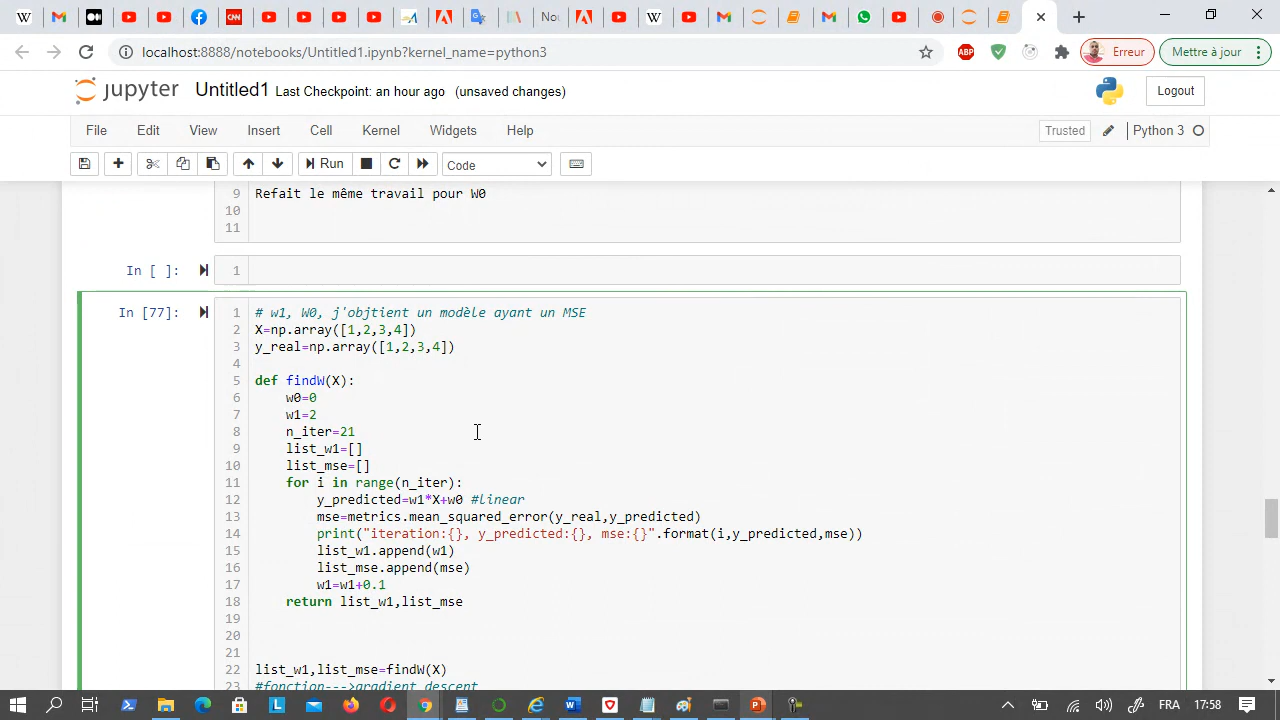 No
localhost:8888/notebooks/Untitled1.ipynb?kernel_name=python3
ABP
Erreur
Mettre à jour
jupyter
Untitled1 Last Checkpoint: an hour ago (unsaved changes)
Logout
File Edit View Insert Cell Kernel Widgets Help
Trusted
Python 3
Run
Code
9 Refait le même travail pour W0
10
11
In [ ]: 1
In [77]: 1 # w1, W0, j'objtient un modèle ayant un MSE
2 X=np.array([1,2,3,4])
3 y_real=np.array([1,2,3,4])
4
5 def findW(X):
6 w0=0
7 w1=2
8 n_iter=21
9 list_w1=[]
10 list_mse=[]
11 for i in range(n_iter):
12 y_predicted=w1*X+w0 #linear
13 mse=metrics.mean_squared_error(y_real,y_predicted)
14 print("iteration:{}, y_predicted:{}, mse:{}".format(i,y_predicted,mse))
15 list_w1.append(w1)
16 list_mse.append(mse)
17 w1=w1+0.1
18 return list_w1,list_mse
19
20
21
22 list_w1,list_mse=findW(X)
23 #fonction--->gradient descent
FR 17:58